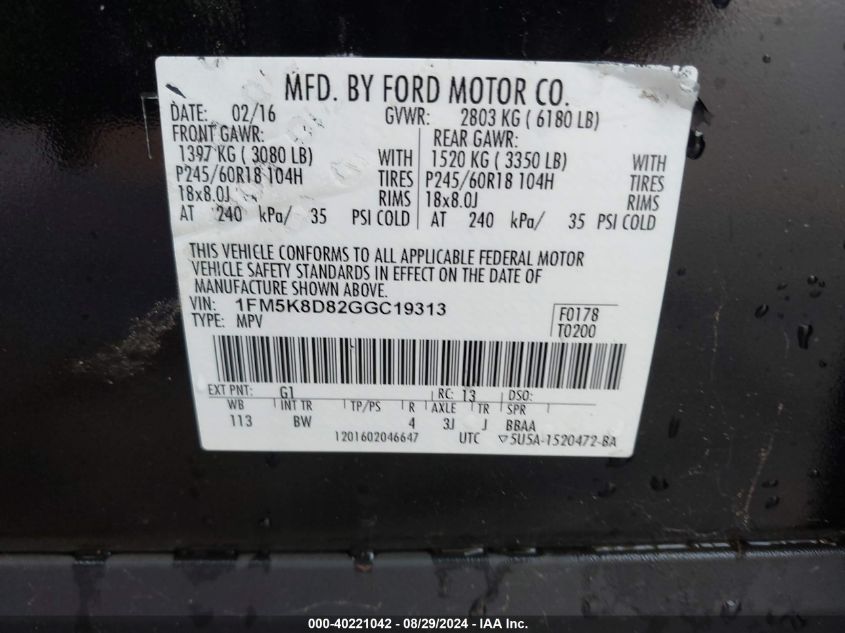 MFD. BY FORD MOTOR CO.
DATE: 02/16 GVWR: 2803 KG ( 6180 LB)
FRONT GAWR: REAR GAWR:
1397 KG ( 3080 LB) WITH 1520 KG ( 3350 LB) WITH
P245/60R18 104H TIRES P245/60R18 104H TIRES
18x8.0J RIMS 18x8.0J RIMS
AT 240 kPa/ 35 PSI COLD AT 240 kPa/ 35 PSI COLD
THIS VEHICLE CONFORMS TO ALL APPLICABLE FEDERAL MOTOR
VEHICLE SAFETY STANDARDS IN EFFECT ON THE DATE OF
MANUFACTURE SHOWN ABOVE.
VIN: 1FM5K8D82GGC19313 F0178
TYPE: MPV T0200
EXT PNT: G1 RC: 13 DSO:
WB INT TR TP/PS R AXLE TR SPR
113 BW 4 3J J BBAA
1201602046647 UTC ▽5U5A-1520472-BA
000-40221042 - 08/29/2024 - IAA Inc.